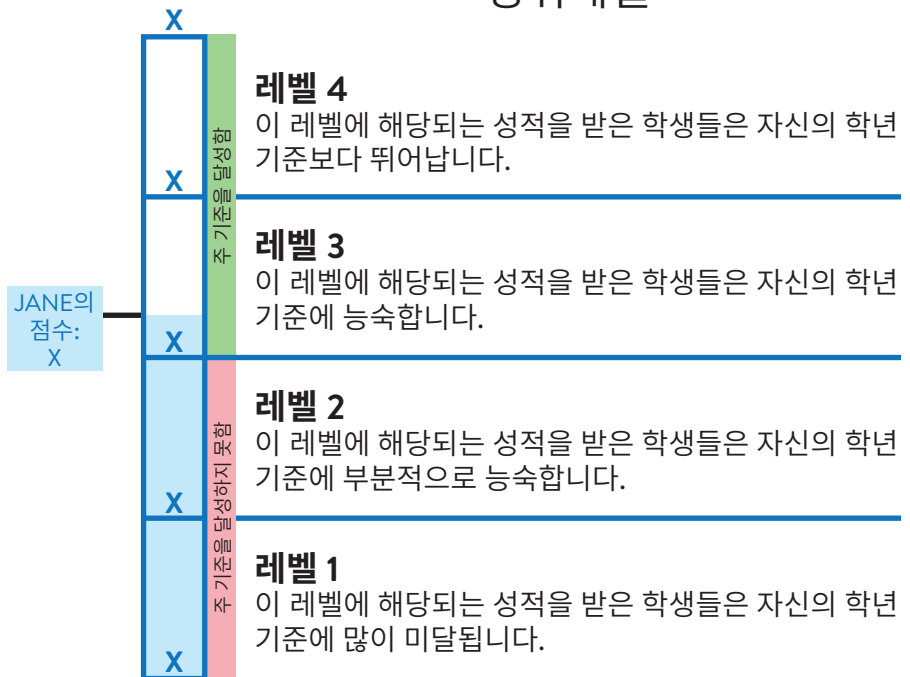 X
레벨 4
이 레벨에 해당되는 성적을 받은 학생들은 자신의 학년
기준보다 뛰어납니다.
X
주 기준을 달성함
레벨 3
이 레벨에 해당되는 성적을 받은 학생들은 자신의 학년
기준에 능숙합니다.
JANE의
점수:
X
X
레벨 2
이 레벨에 해당되는 성적을 받은 학생들은 자신의 학년
기준에 부분적으로 능숙합니다.
X
주 기준을 달성하지 못함
레벨 1
이 레벨에 해당되는 성적을 받은 학생들은 자신의 학년
기준에 많이 미달됩니다.
X